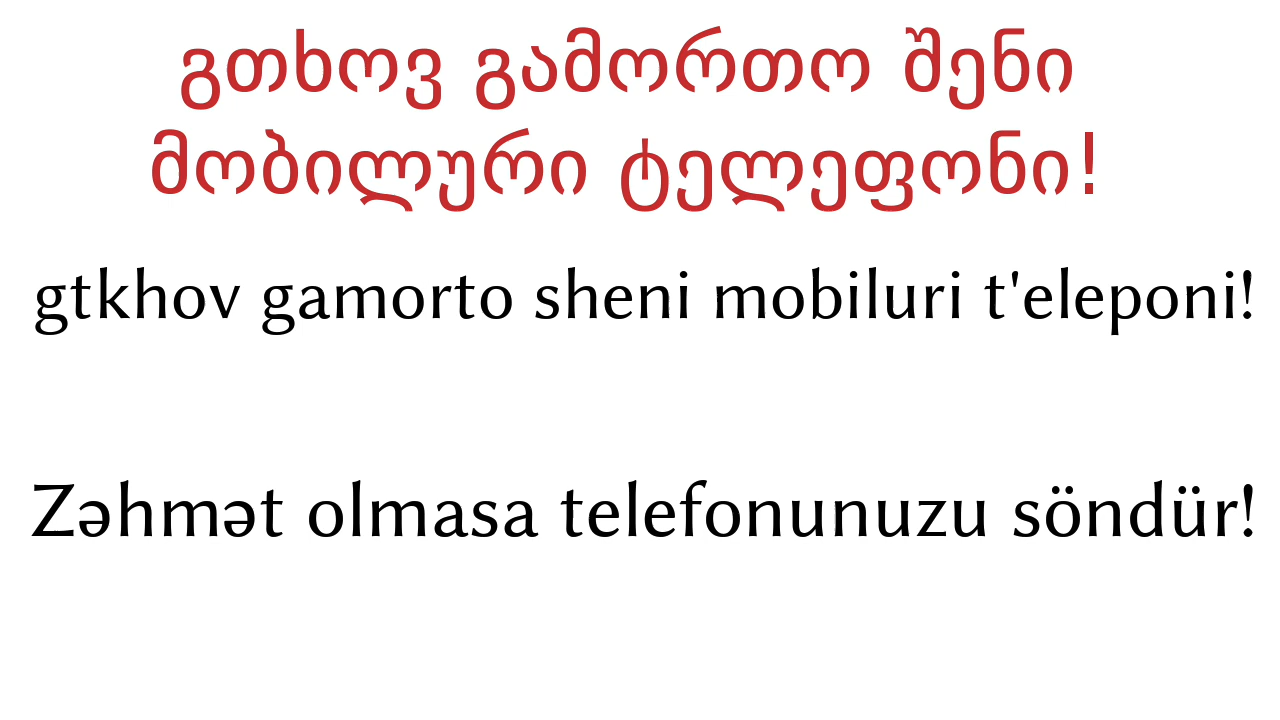 გთხოვ გამორთო შენი
მობილური ტელეფონი!
gtkhov gamorto sheni mobiluri t'eleponi!
Zəhmət olmasa telefonunuzu söndür!